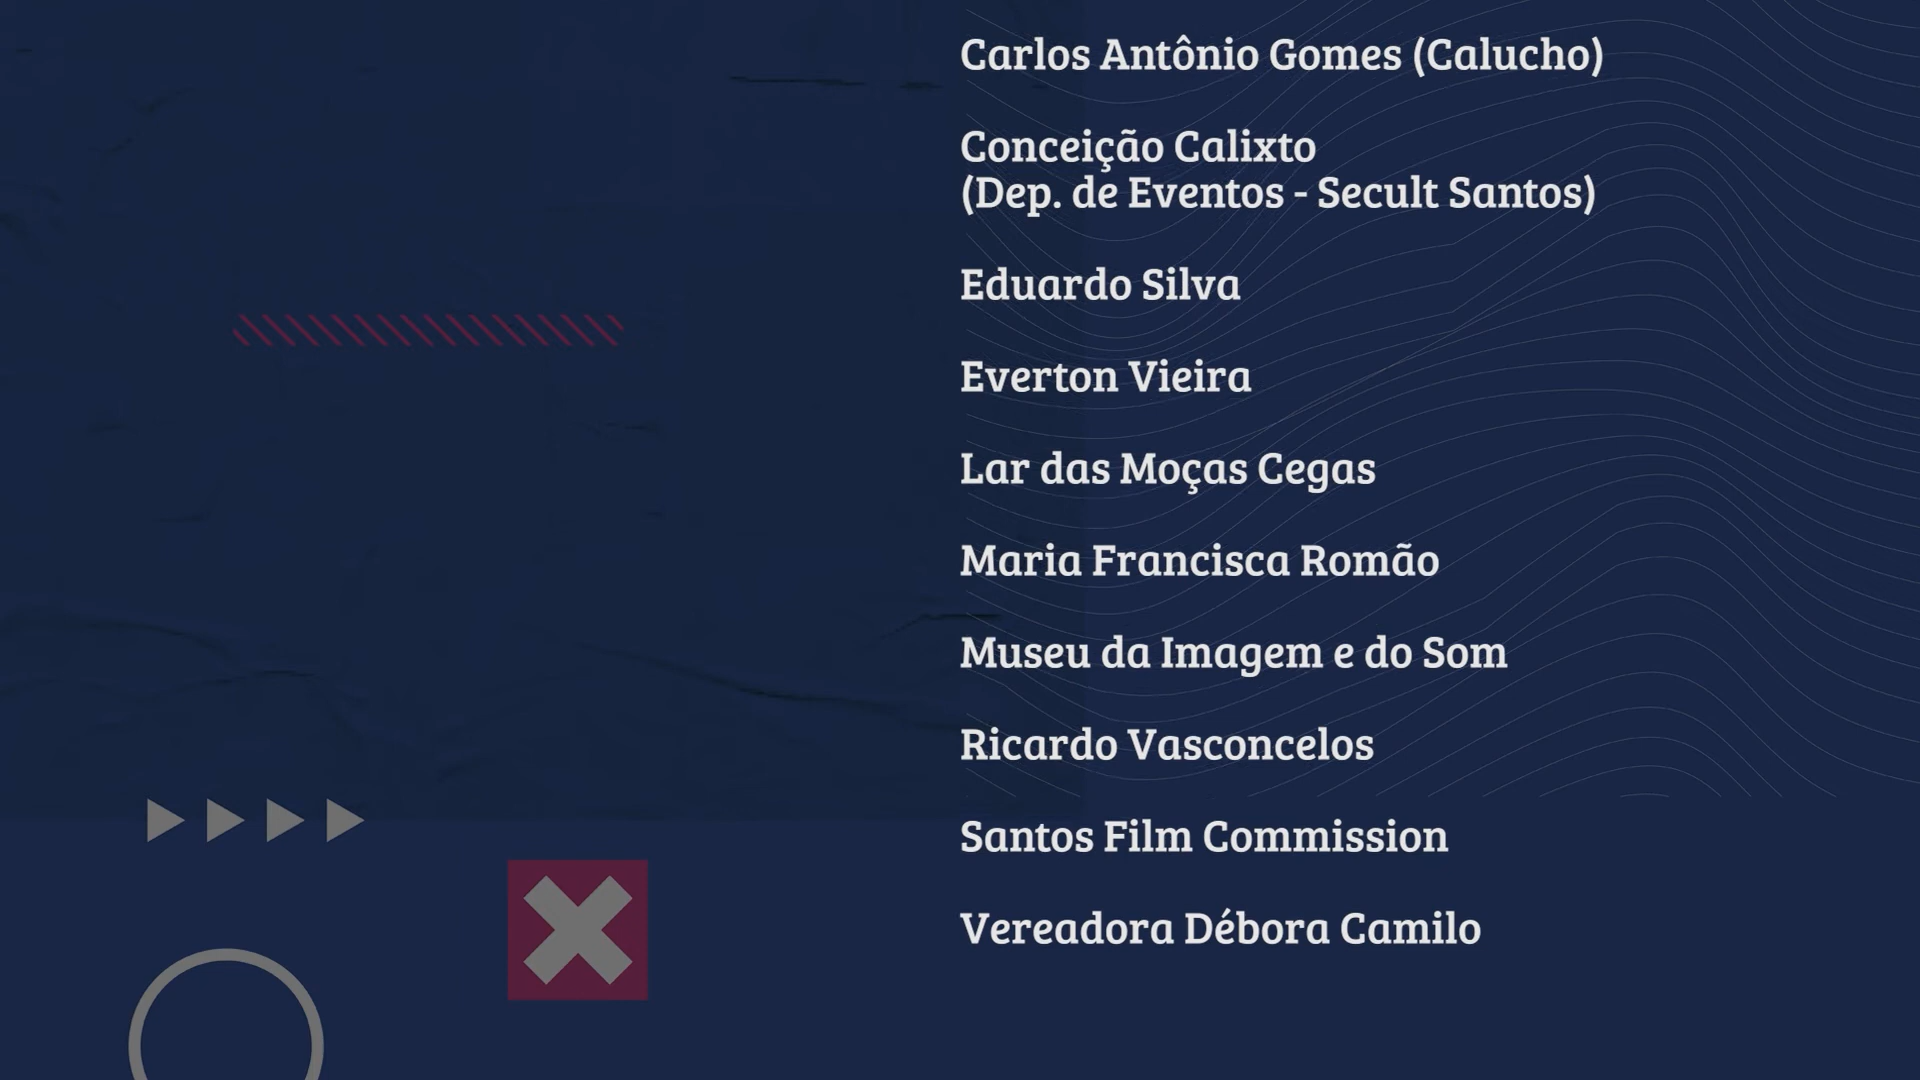 Carlos Antônio Gomes (Calucho)
Conceição Calixto
(Dep. de Eventos - Secult Santos)
Eduardo Silva
Everton Vieira
Lar das Moças Cegas
Maria Francisca Romão
Museu da Imagem e do Som
Ricardo Vasconcelos
Santos Film Commission
Vereadora Débora Camilo